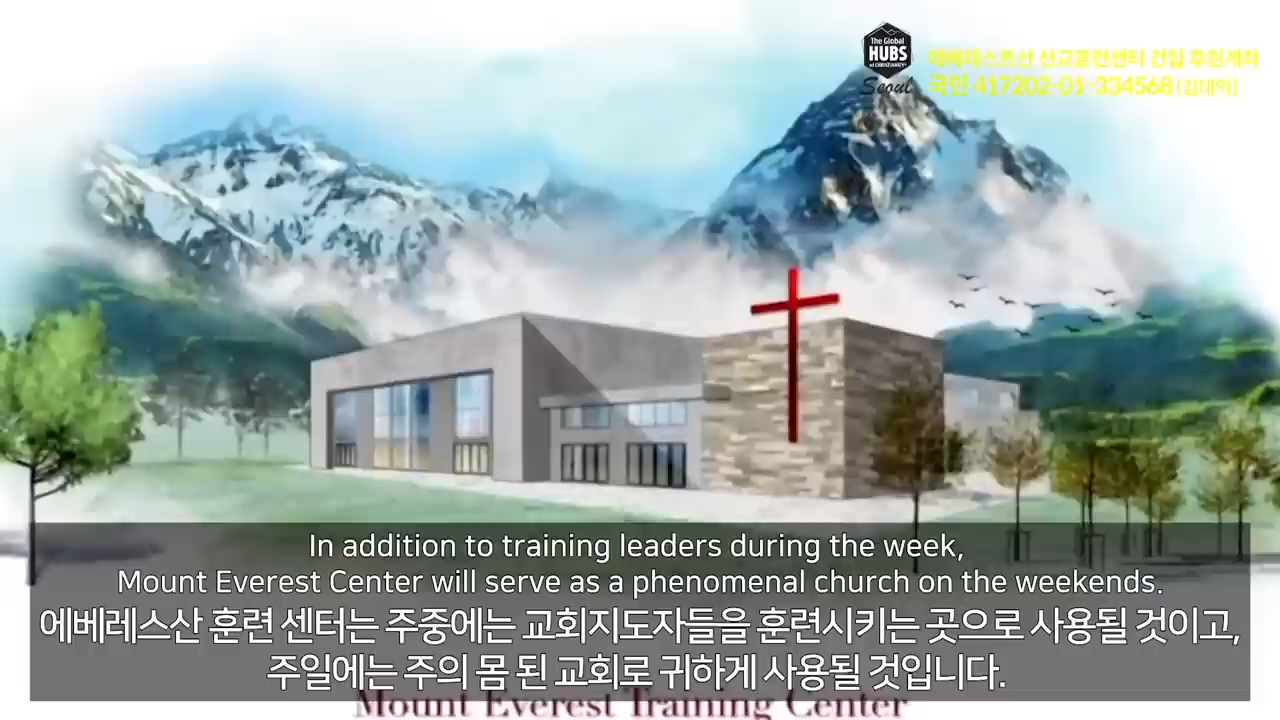 The Global
HUBS
of CHRISTIANITY
Seoul
에베레스트산 선교훈련센터 건립 후원계좌
국민 417202-01-334568 (김대억)
In addition to training leaders during the week,
Mount Everest Center will serve as a phenomenal church on the weekends.
에베레스산 훈련 센터는 주중에는 교회지도자들을 훈련시키는 곳으로 사용될 것이고,
주일에는 주의 몸 된 교회로 귀하게 사용될 것입니다.
Mount Everest Training Center